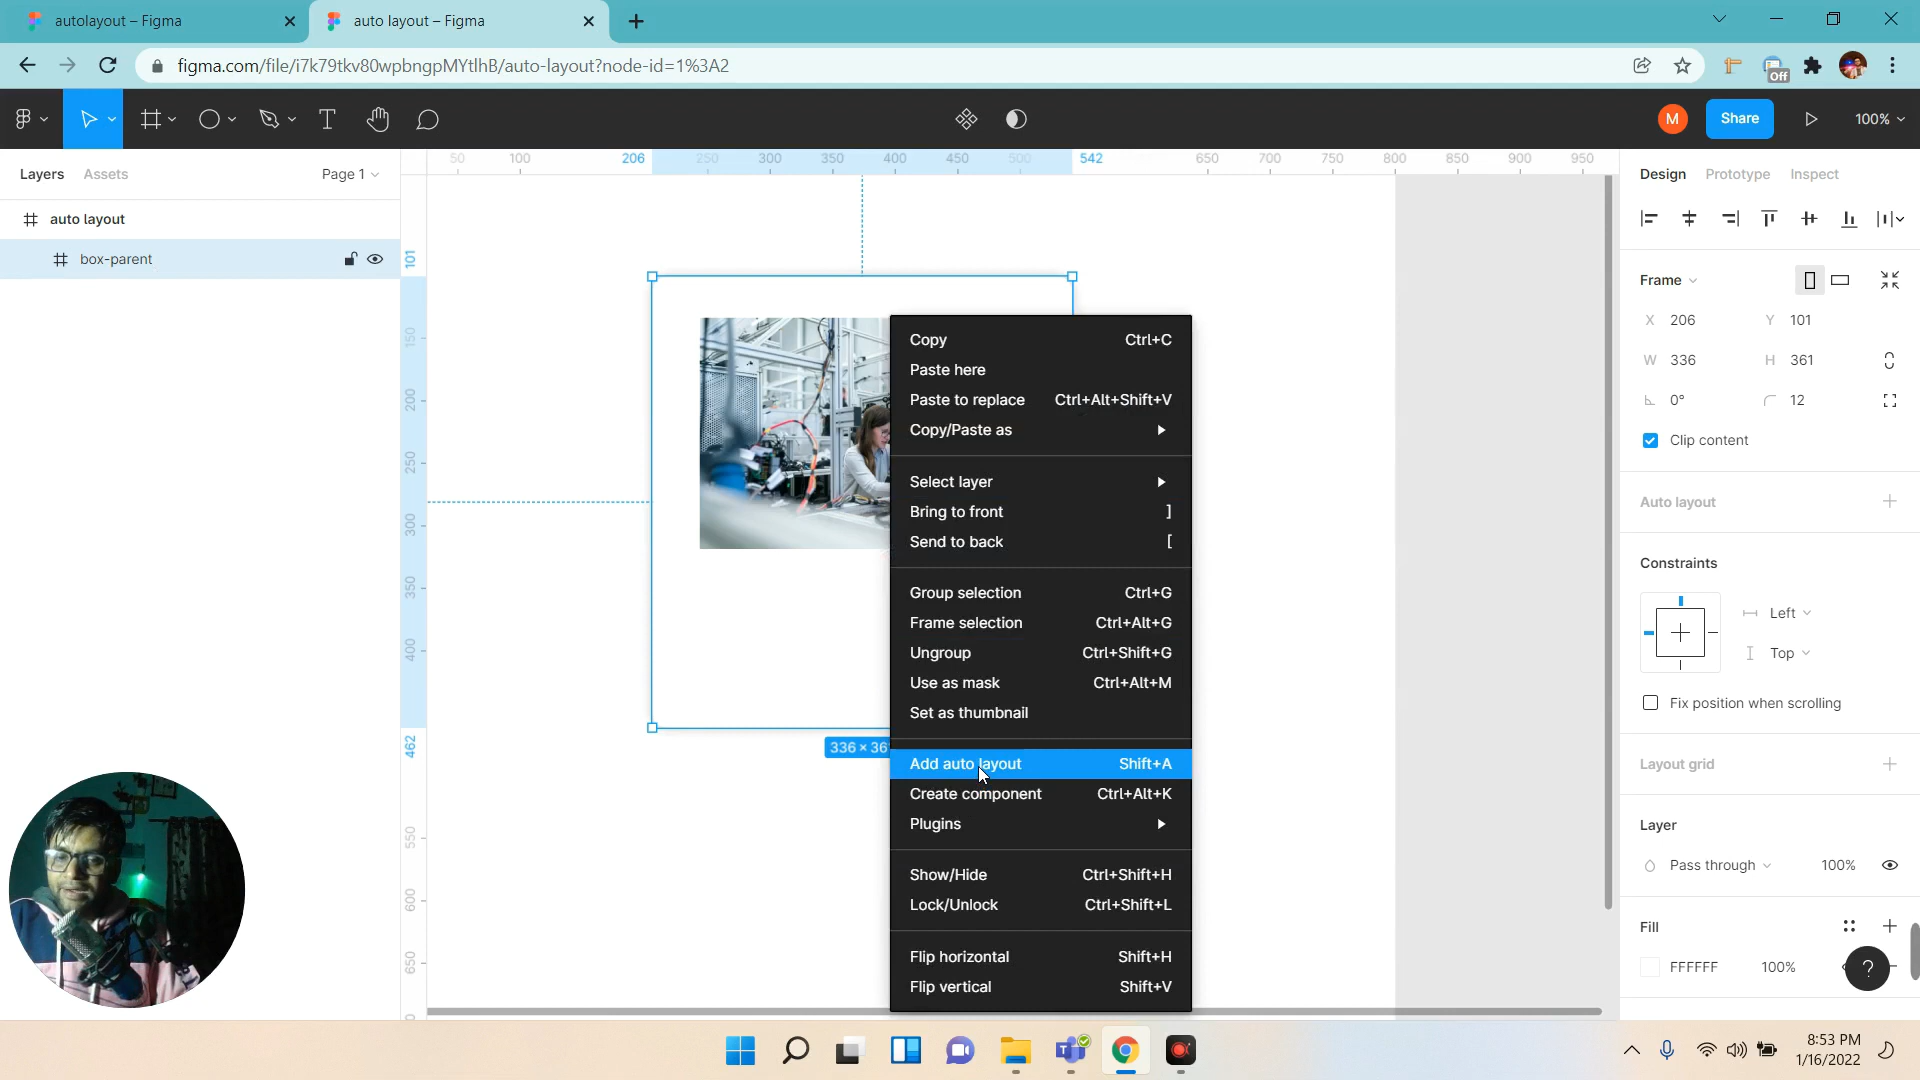 autolayout – Figma
auto layout – Figma
figma.com/file/i7k79tkv80wpbngpMYtlhB/auto-layout?node-id=1%3A2
Off
M
Share
100%
Layers
Assets
Page 1
50 100 206 250 300 350 400 450 500 542 650 700 750 800 850 900 950
Design
Prototype
Inspect
auto layout
box-parent
101
150
200
250
300
350
400
462
550
600
650
336 × 36
Copy Ctrl+C
Paste here
Paste to replace Ctrl+Alt+Shift+V
Copy/Paste as
Select layer
Bring to front ]
Send to back [
Group selection Ctrl+G
Frame selection Ctrl+Alt+G
Ungroup Ctrl+Shift+G
Use as mask Ctrl+Alt+M
Set as thumbnail
Add auto layout Shift+A
Create component Ctrl+Alt+K
Plugins
Show/Hide Ctrl+Shift+H
Lock/Unlock Ctrl+Shift+L
Flip horizontal Shift+H
Flip vertical Shift+V
Frame
X 206 Y 101
W 336 H 361
0° 12
Clip content
Auto layout
Constraints
Left
Top
Fix position when scrolling
Layout grid
Layer
Pass through 100%
Fill
FFFFFF 100%
?
8:53 PM
1/16/2022